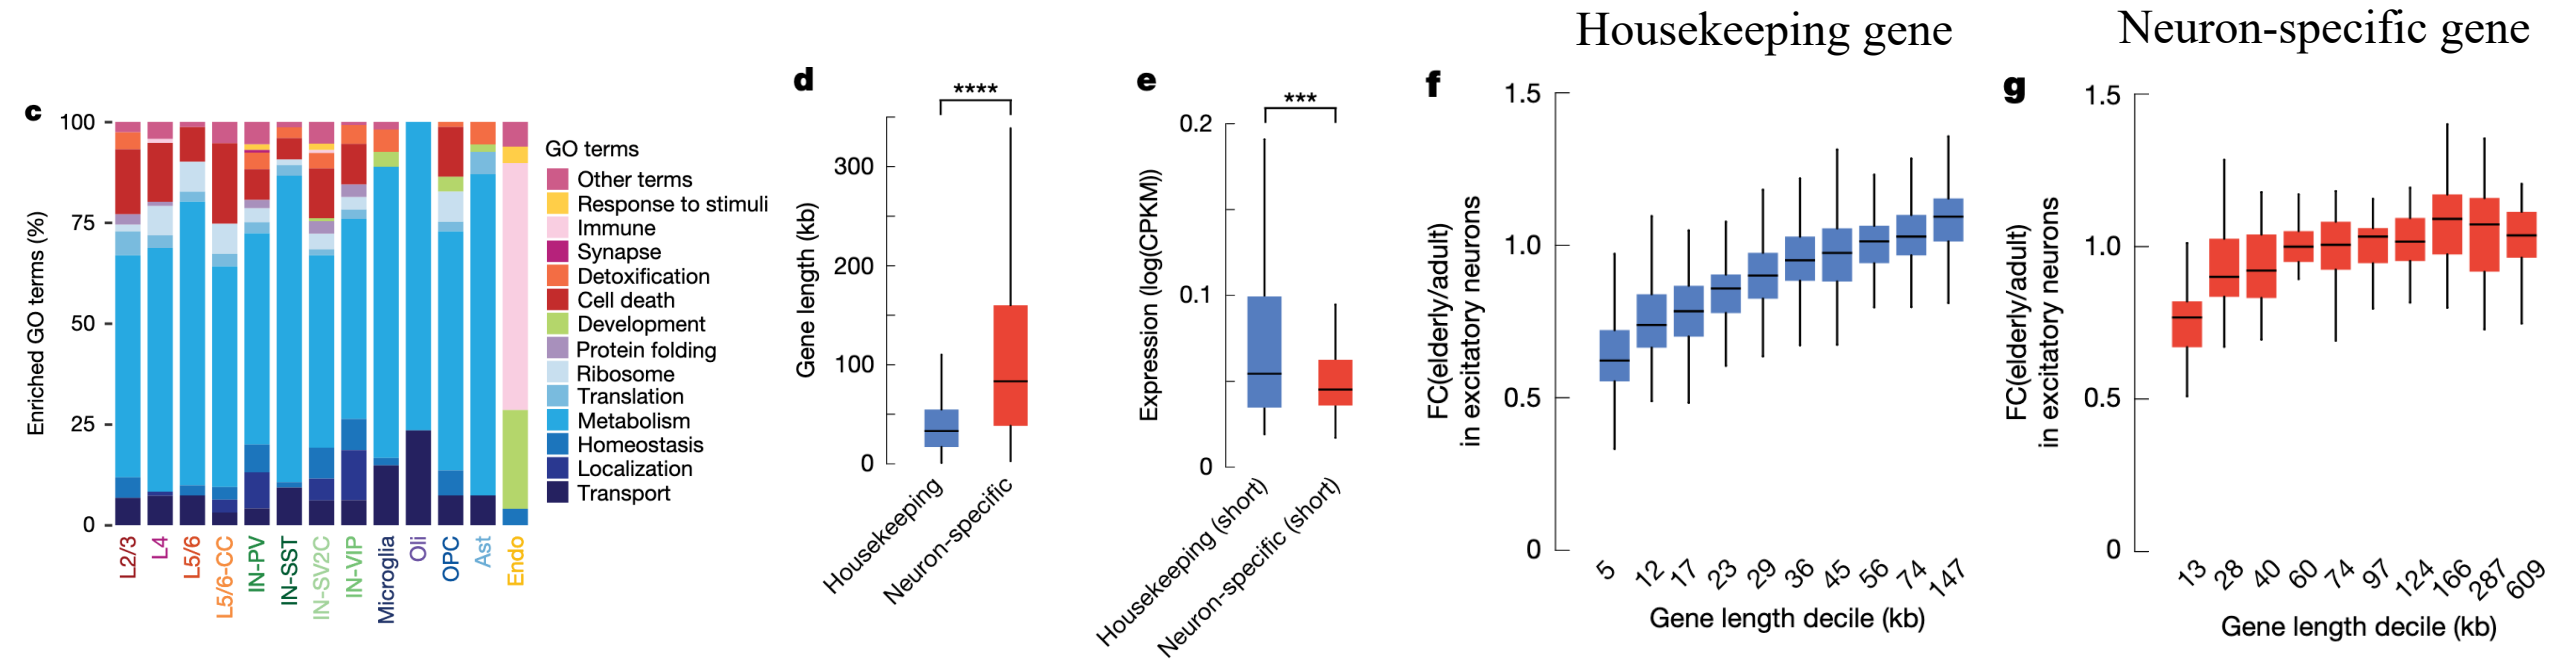 Housekeeping gene
Neuron-specific gene
c
Enriched GO terms (%)
100
75
50
25
0
L2/3
L4
L5/6
L5/6-CC
IN-PV
IN-SST
IN-SV2C
IN-VIP
Microglia
Oli
OPC
Ast
Endo
GO terms
Other terms
Response to stimuli
Immune
Synapse
Detoxification
Cell death
Development
Protein folding
Ribosome
Translation
Metabolism
Homeostasis
Localization
Transport
d
****
Gene length (kb)
300
200
100
0
Housekeeping
Neuron-specific
e
***
Expression (log(CPKM))
0.2
0.1
0
Housekeeping (short)
Neuron-specific (short)
f
FC(elderly/adult)
in excitatory neurons
1.5
1.0
0.5
0
5
12
17
23
29
36
45
56
74
147
Gene length decile (kb)
g
FC(elderly/adult)
in excitatory neurons
1.5
1.0
0.5
0
13
28
40
60
74
97
124
166
287
609
Gene length decile (kb)